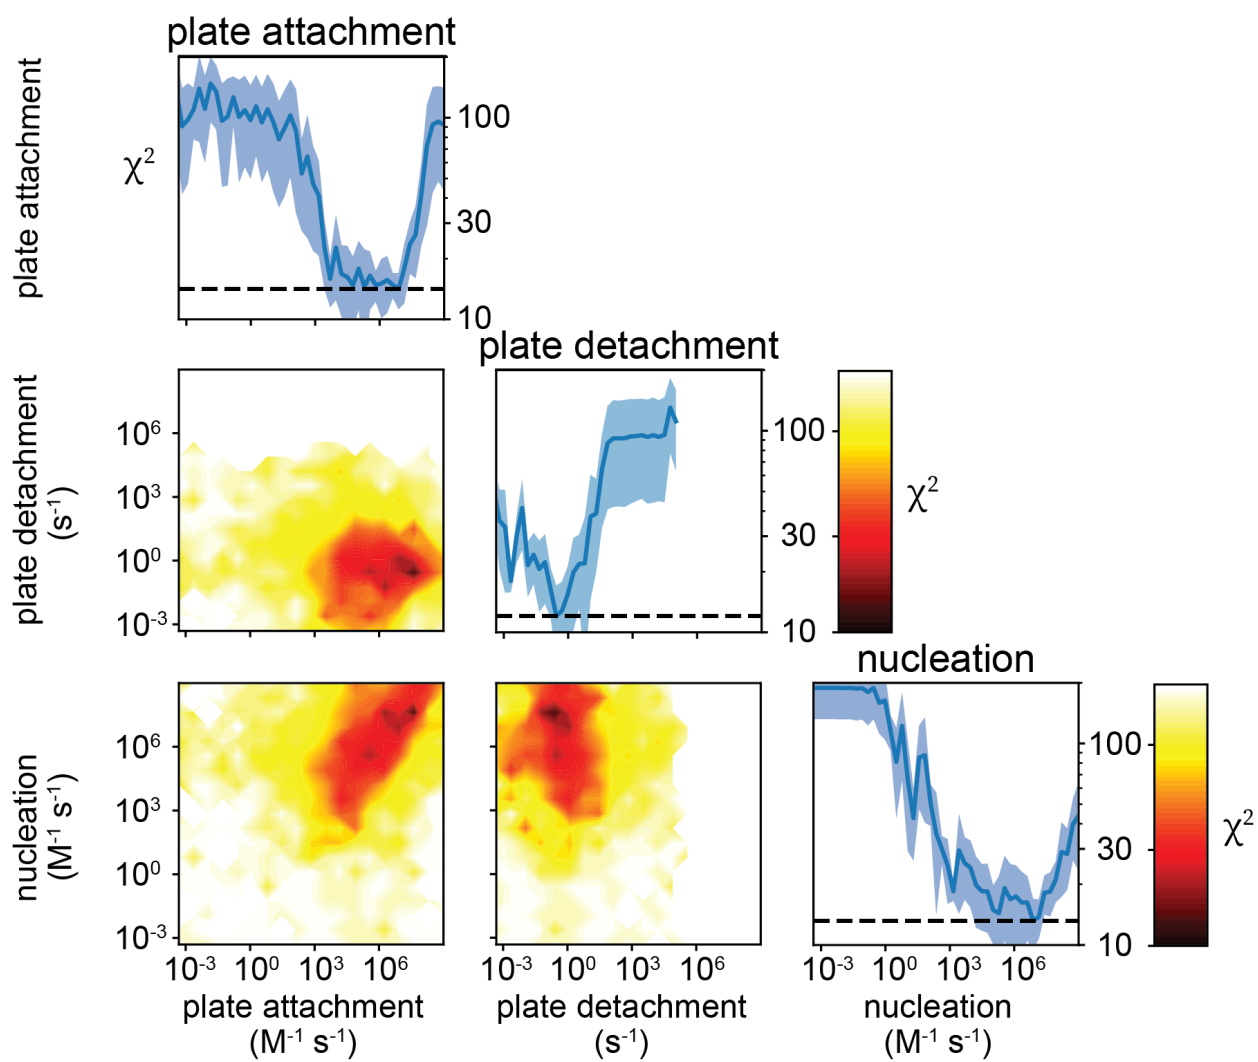 plate attachment
plate attachment
χ²
100
30
10
plate detachment
plate detachment
(s⁻¹)
10⁶
10³
10⁰
10⁻³
100
30
10
χ²
nucleation
nucleation
(M⁻¹ s⁻¹)
10⁶
10³
10⁰
10⁻³
100
30
10
χ²
10⁻³ 10⁰ 10³ 10⁶
10⁻³ 10⁰ 10³ 10⁶
10⁻³ 10⁰ 10³ 10⁶
plate attachment
(M⁻¹ s⁻¹)
plate detachment
(s⁻¹)
nucleation
(M⁻¹ s⁻¹)